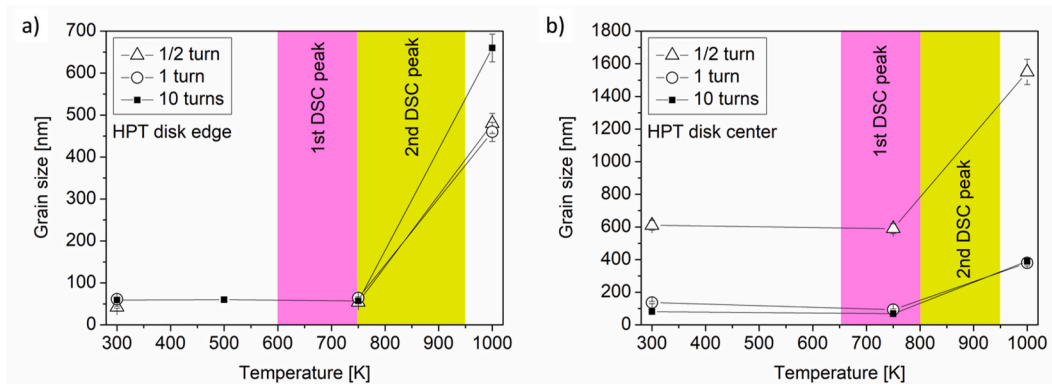 a)
700
600
500
400
300
200
100
0
Grain size [nm]
1/2 turn
1 turn
10 turns
HPT disk edge
1st DSC peak
2nd DSC peak
300 400 500 600 700 800 900 1000
Temperature [K]
b)
1800
1600
1400
1200
1000
800
600
400
200
0
Grain size [nm]
1/2 turn
1 turn
10 turns
HPT disk center
1st DSC peak
2nd DSC peak
300 400 500 600 700 800 900 1000
Temperature [K]